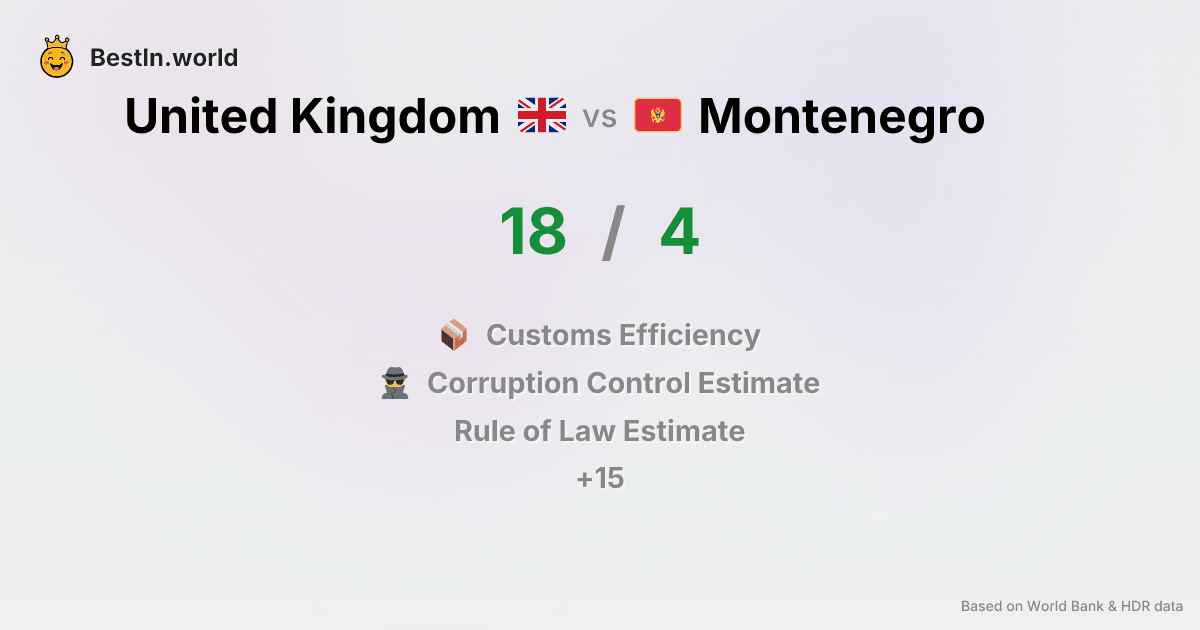 BestIn.world
United Kingdom vs Montenegro
18 / 4
Customs Efficiency
Corruption Control Estimate
Rule of Law Estimate
+15
Based on World Bank & HDR data